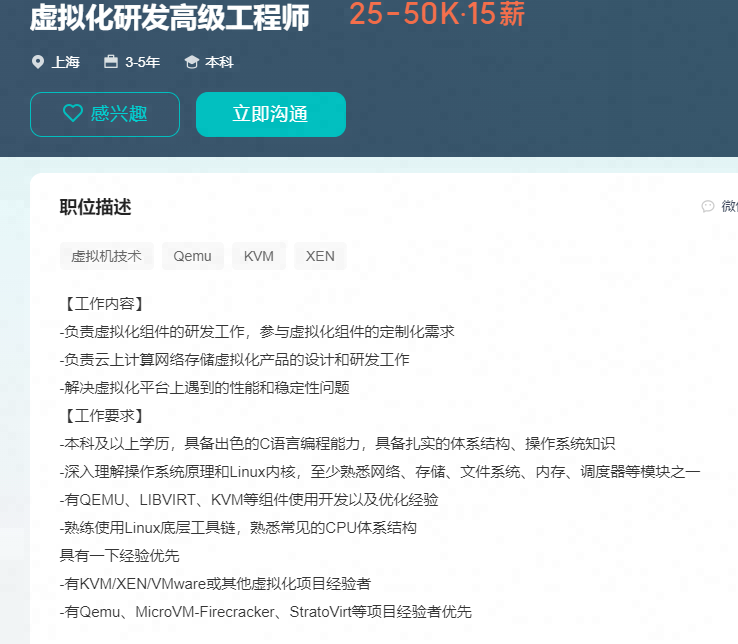 虚拟化研发高级工程师 25-50K·15薪
上海 3-5年 本科
感兴趣 立即沟通
职位描述 微
虚拟机技术 Qemu KVM XEN
【工作内容】
-负责虚拟化组件的研发工作，参与虚拟化组件的定制化需求
-负责云上计算网络存储虚拟化产品的设计和研发工作
-解决虚拟化平台上遇到的性能和稳定性问题
【工作要求】
-本科及以上学历，具备出色的C语言编程能力，具备扎实的体系结构、操作系统知识
-深入理解操作系统原理和Linux内核，至少熟悉网络、存储、文件系统、内存、调度器等模块之一
-有QEMU、LIBVIRT、KVM等组件使用开发以及优化经验
-熟练使用Linux底层工具链，熟悉常见的CPU体系结构
具有一下经验优先
-有KVM/XEN/VMware或其他虚拟化项目经验者
-有Qemu、MicroVM-Firecracker、StratoVirt等项目经验者优先